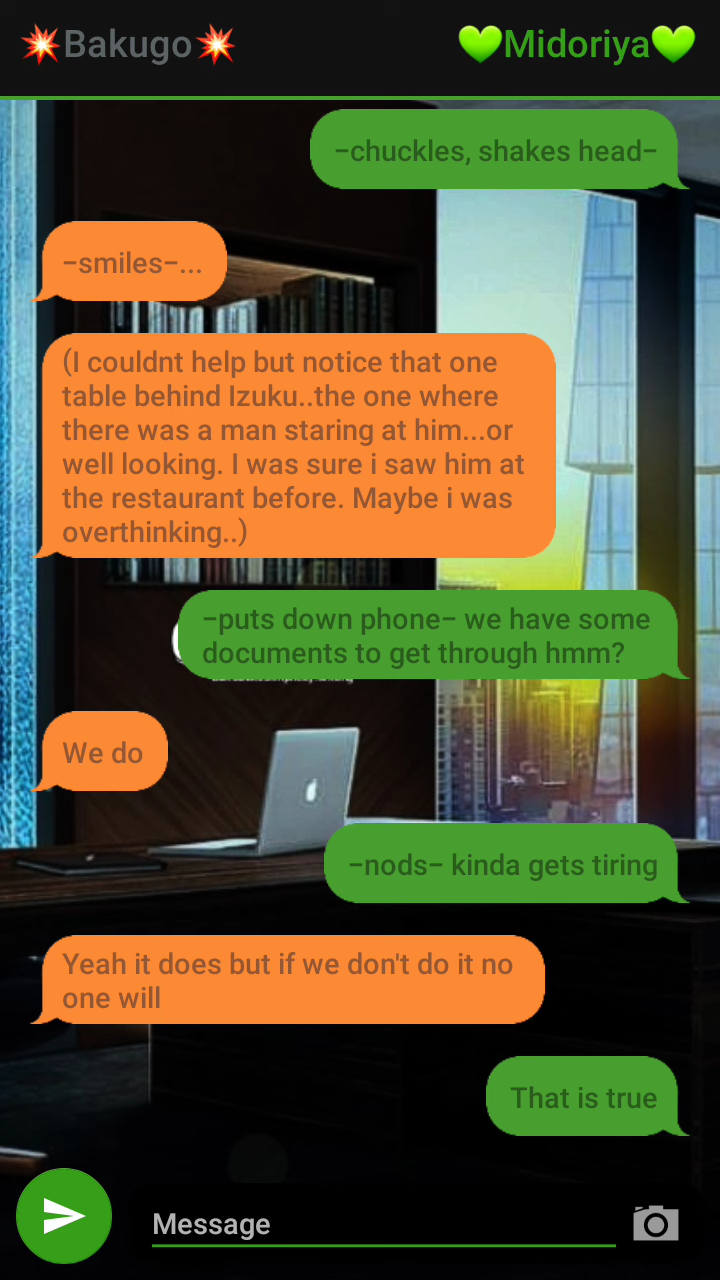 💥Bakugo💥
💚Midoriya💚
–chuckles, shakes head–
–smiles–...
(I couldnt help but notice that one
table behind Izuku..the one where
there was a man staring at him...or
well looking. I was sure i saw him at
the restaurant before. Maybe i was
overthinking..)
–puts down phone– we have some
documents to get through hmm?
We do
–nods– kinda gets tiring
Yeah it does but if we don't do it no
one will
That is true
Message